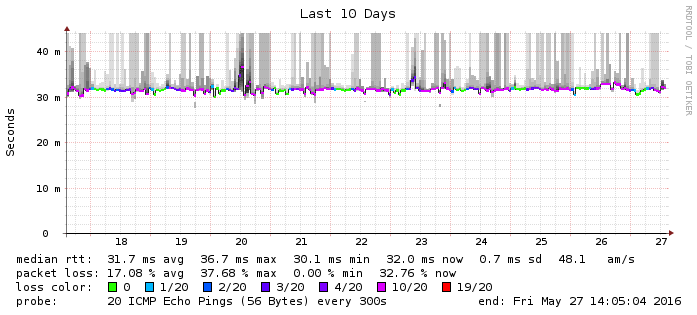 Last 10 Days
RRDTOOL / TOBI OETIKER
Seconds
40 m
30 m
20 m
10 m
0
18 19 20 21 22 23 24 25 26 27
median rtt: 31.7 ms avg 36.7 ms max 30.1 ms min 32.0 ms now 0.7 ms sd 48.1 am/s
packet loss: 17.08 % avg 37.68 % max 0.00 % min 32.76 % now
loss color: 0 1/20 2/20 3/20 4/20 10/20 19/20
probe: 20 ICMP Echo Pings (56 Bytes) every 300s end: Fri May 27 14:05:04 2016